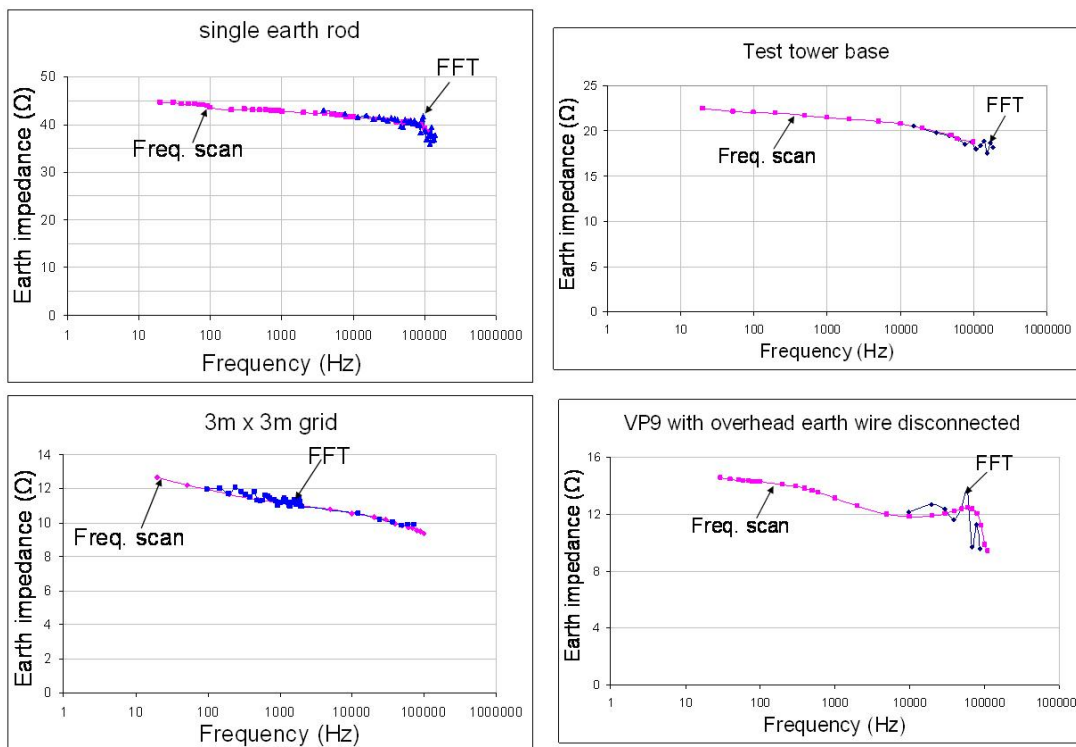 single earth rod
Earth impedance (Ω)
50
40
30
20
10
0
FFT
Freq. scan
1 10 100 1000 10000 100000 1000000
Frequency (Hz)
Test tower base
Earth impedance (Ω)
25
20
15
10
5
0
FFT
Freq. scan
1 10 100 1000 10000 100000 1000000
Frequency (Hz)
3m x 3m grid
Earth impedance (Ω)
14
12
10
8
6
4
2
0
FFT
Freq. scan
1 10 100 1000 10000 100000 1000000
Frequency (Hz)
VP9 with overhead earth wire disconnected
Earth impedance (Ω)
16
12
8
4
0
FFT
Freq. scan
1 10 100 1000 10000 100000 1000000
Frequency (Hz)